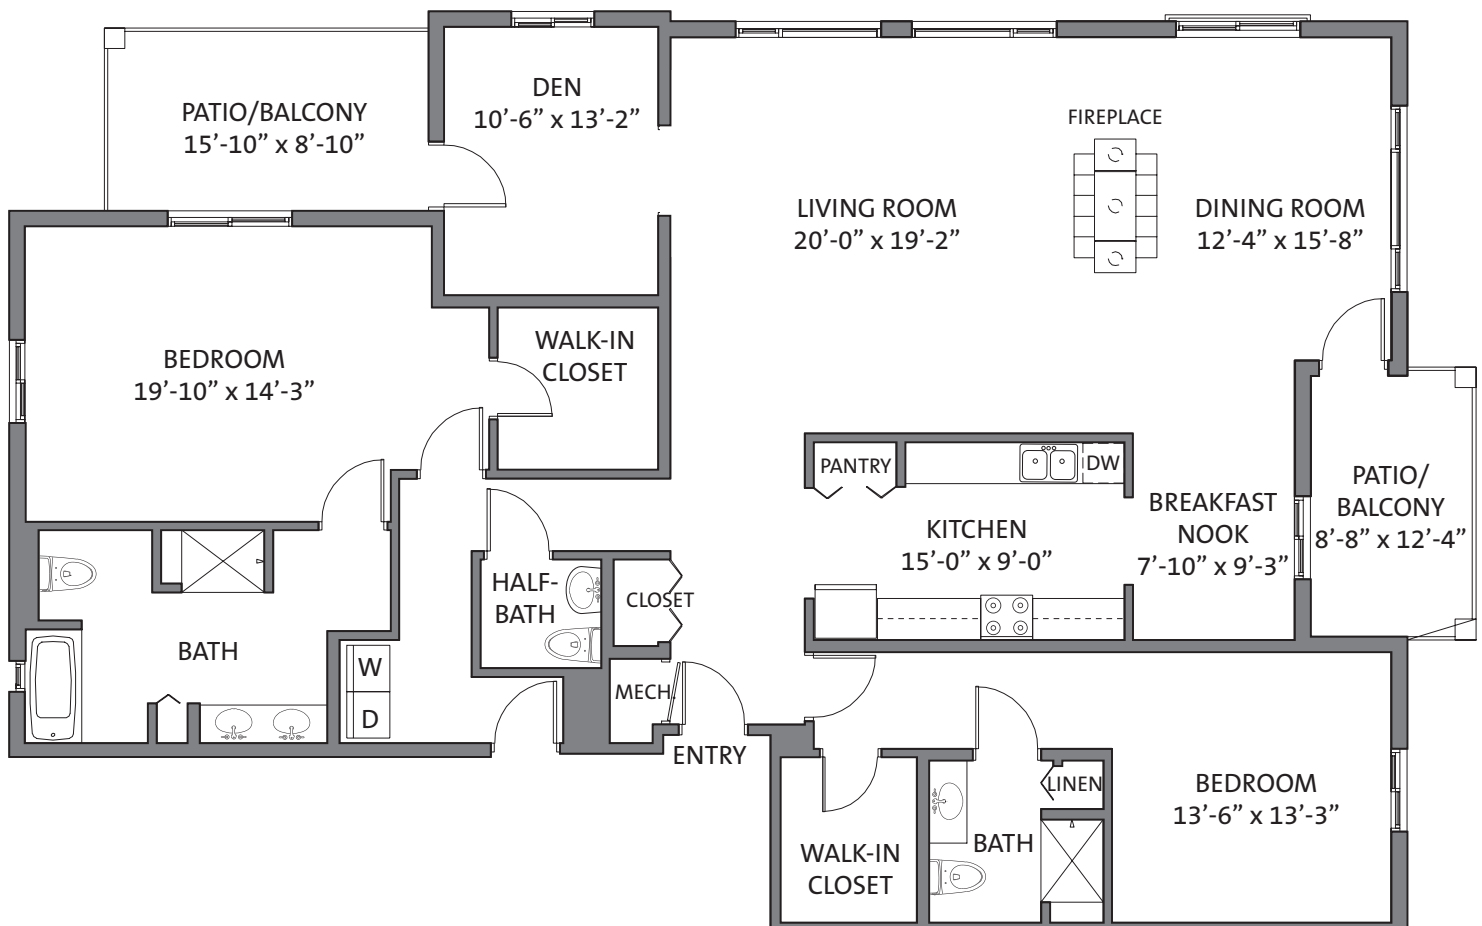 PATIO/BALCONY
15’-10” x 8’-10”
DEN
10’-6” x 13’-2”
FIREPLACE
LIVING ROOM
20’-0” x 19’-2”
DINING ROOM
12’-4” x 15’-8”
BEDROOM
19’-10” x 14’-3”
WALK-IN
CLOSET
PANTRY
DW
KITCHEN
15’-0” x 9’-0”
BREAKFAST
NOOK
7’-10” x 9’-3”
PATIO/
BALCONY
8’-8” x 12’-4”
HALF-
BATH
CLOSET
BATH
W
D
MECH
ENTRY
WALK-IN
CLOSET
BATH
LINEN
BEDROOM
13’-6” x 13’-3”